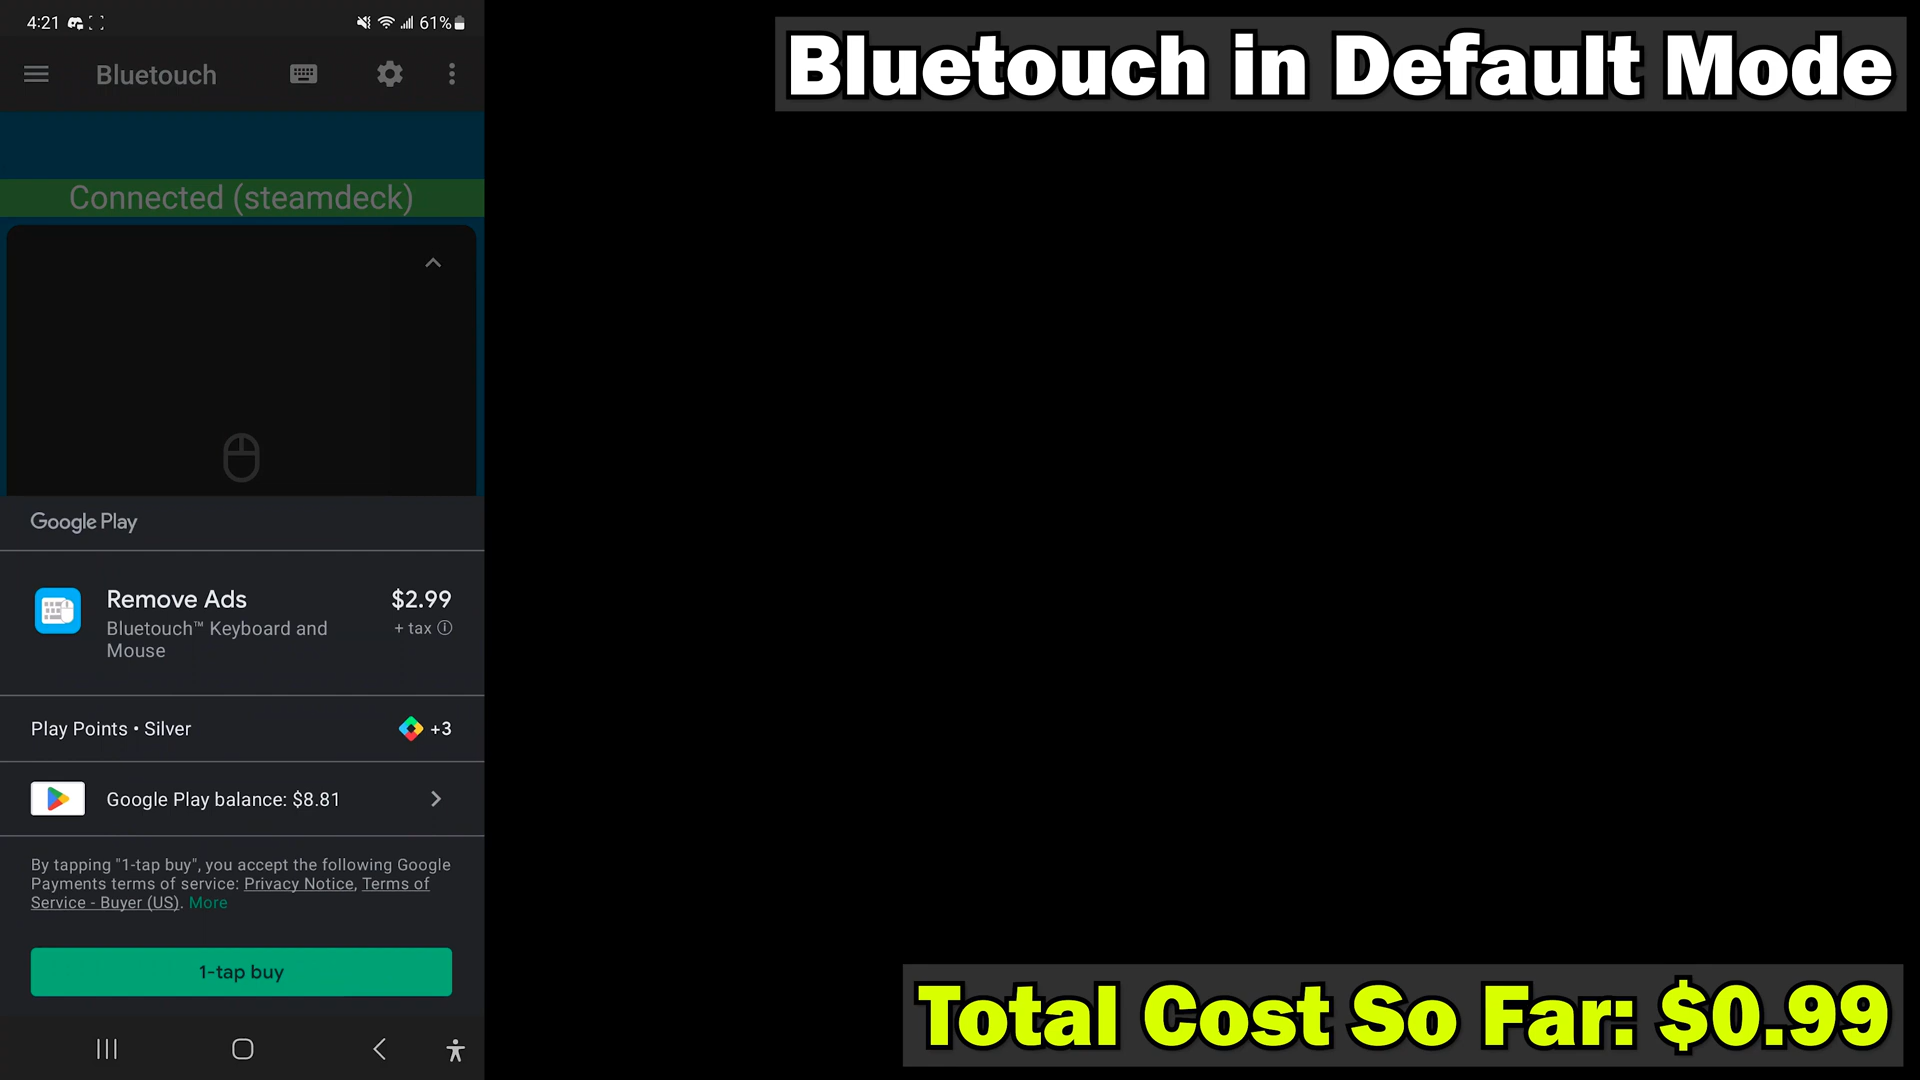 4:21
61%
Bluetouch
Bluetouch in Default Mode
Connected (steamdeck)
Google Play
Remove Ads
$2.99
Bluetouch™ Keyboard and
Mouse
+ tax
Play Points • Silver
+3
Google Play balance: $8.81
By tapping "1-tap buy", you accept the following Google
Payments terms of service: Privacy Notice, Terms of
Service - Buyer (US). More
1-tap buy
Total Cost So Far: $0.99